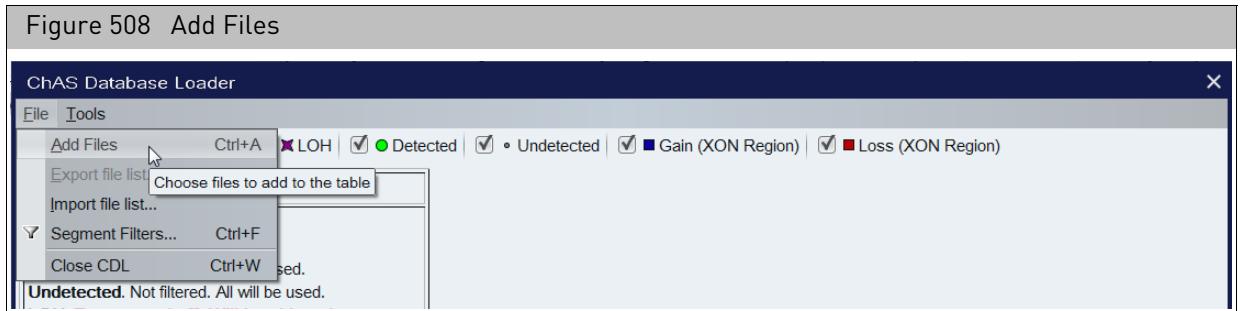 Figure 508 Add Files
ChAS Database Loader
File Tools
Add Files Ctrl+A
LOH Detected Undetected Gain (XON Region) Loss (XON Region)
Export file list
Choose files to add to the table
Import file list...
Segment Filters... Ctrl+F
Close CDL Ctrl+W
sed.
Undetected. Not filtered. All will be used.